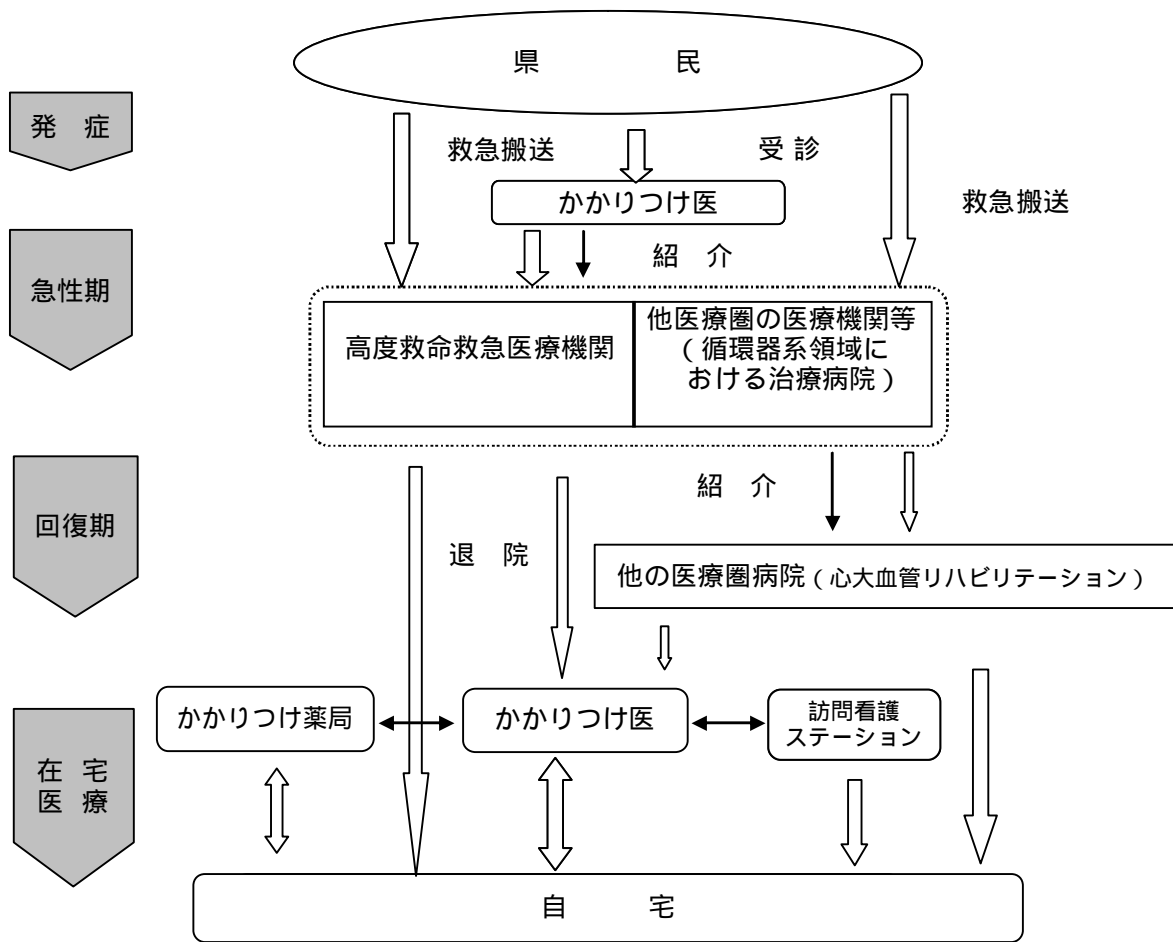 県　民
発　症
救急搬送
受 診
かかりつけ医
救急搬送
急性期
紹　介
高度救命救急医療機関
他医療圏の医療機関等
（循環器系領域に
おける治療病院）
回復期
紹　介
退　院
他の医療圏病院（心大血管リハビリテーション）
在　宅
医　療
かかりつけ薬局
かかりつけ医
訪問看護
ステーション
自　宅